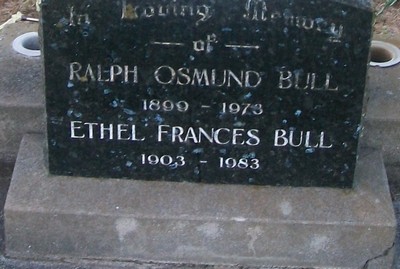 In Loving Memory
of
RALPH OSMUND BULL
1899 - 1973
ETHEL FRANCES BULL
1903 - 1983